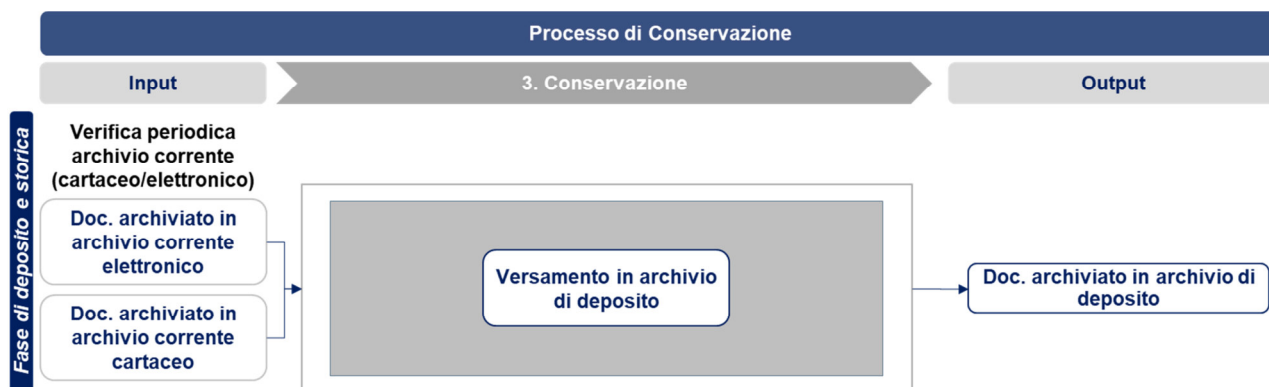 Processo di Conservazione
Input
3. Conservazione
Output
Fase di deposito e storica
Verifica periodica
archivio corrente
(cartaceo/elettronico)
Doc. archiviato in
archivio corrente
elettronico
Doc. archiviato in
archivio corrente
cartaceo
Versamento in archivio
di deposito
Doc. archiviato in archivio di
deposito